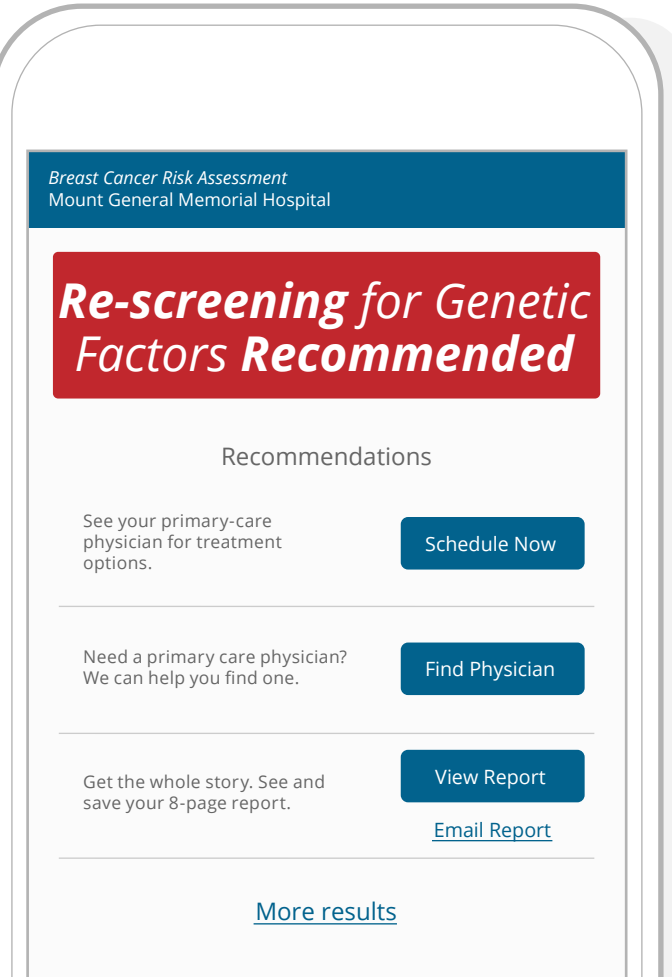 Breast Cancer Risk Assessment
Mount General Memorial Hospital
Re-screening for Genetic
Factors Recommended
Recommendations
See your primary-care
physician for treatment
options.
Schedule Now
Need a primary care physician?
We can help you find one.
Find Physician
Get the whole story. See and
save your 8-page report.
View Report
Email Report
More results